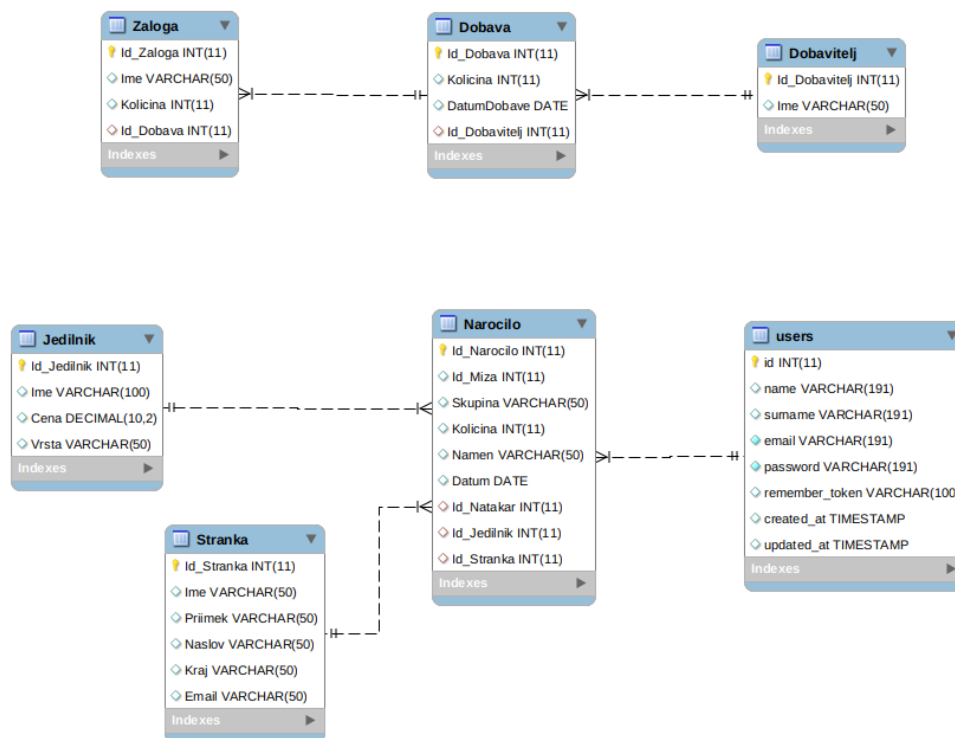 Zaloga
Id_Zaloga INT(11)
Ime VARCHAR(50)
Kolicina INT(11)
Id_Dobava INT(11)
Indexes
Dobava
Id_Dobava INT(11)
Kolicina INT(11)
DatumDobave DATE
Id_Dobavitelj INT(11)
Indexes
Dobavitelj
Id_Dobavitelj INT(11)
Ime VARCHAR(50)
Indexes
Jedilnik
Id_Jedilnik INT(11)
Ime VARCHAR(100)
Cena DECIMAL(10,2)
Vrsta VARCHAR(50)
Indexes
Narocilo
Id_Narocilo INT(11)
Id_Miza INT(11)
Skupina VARCHAR(50)
Kolicina INT(11)
Namen VARCHAR(50)
Datum DATE
Id_Natakar INT(11)
Id_Jedilnik INT(11)
Id_Stranka INT(11)
Indexes
users
id INT(11)
name VARCHAR(191)
surname VARCHAR(191)
email VARCHAR(191)
password VARCHAR(191)
remember_token VARCHAR(100
created_at TIMESTAMP
updated_at TIMESTAMP
Indexes
Stranka
Id_Stranka INT(11)
Ime VARCHAR(50)
Priimek VARCHAR(50)
Naslov VARCHAR(50)
Kraj VARCHAR(50)
Email VARCHAR(50)
Indexes